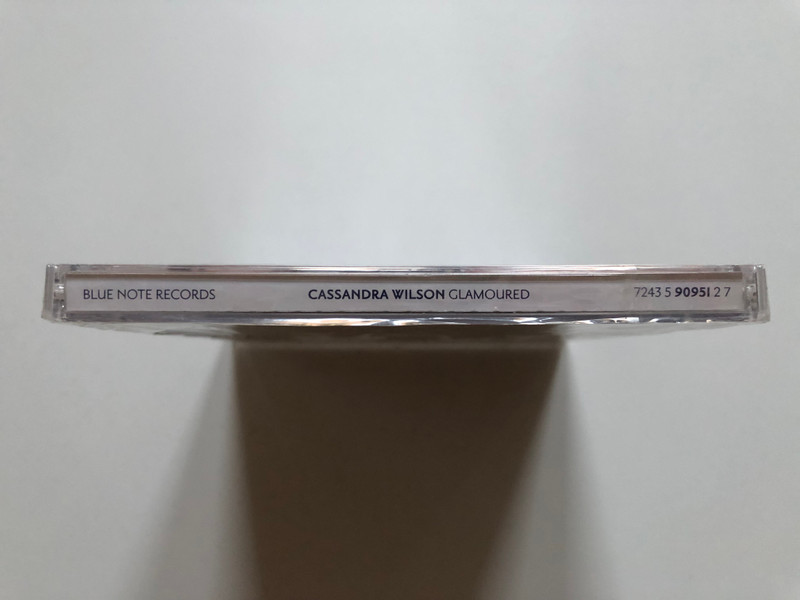 BLUE NOTE RECORDS CASSANDRA WILSON GLAMOURED 7243 5 90951 2 7